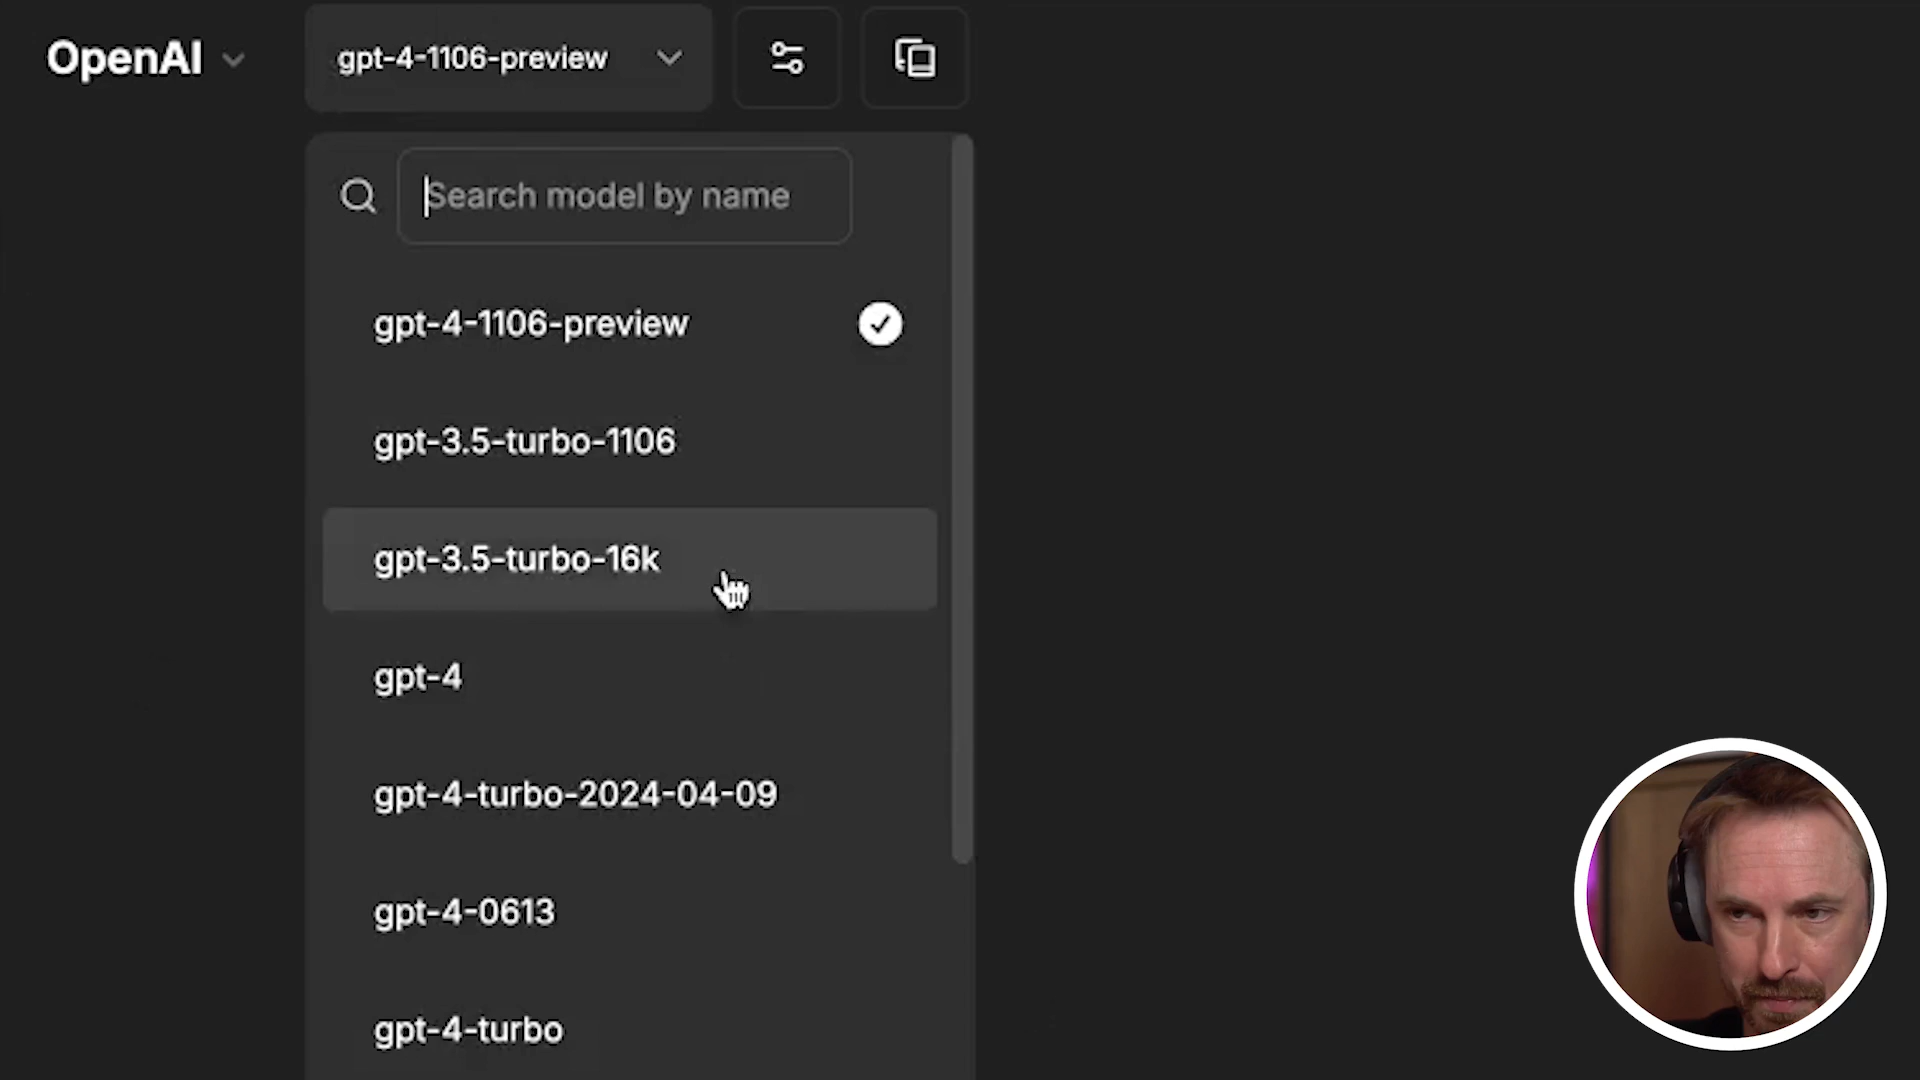 OpenAI
gpt-4-1106-preview
Search model by name
gpt-4-1106-preview
gpt-3.5-turbo-1106
gpt-3.5-turbo-16k
gpt-4
gpt-4-turbo-2024-04-09
gpt-4-0613
gpt-4-turbo